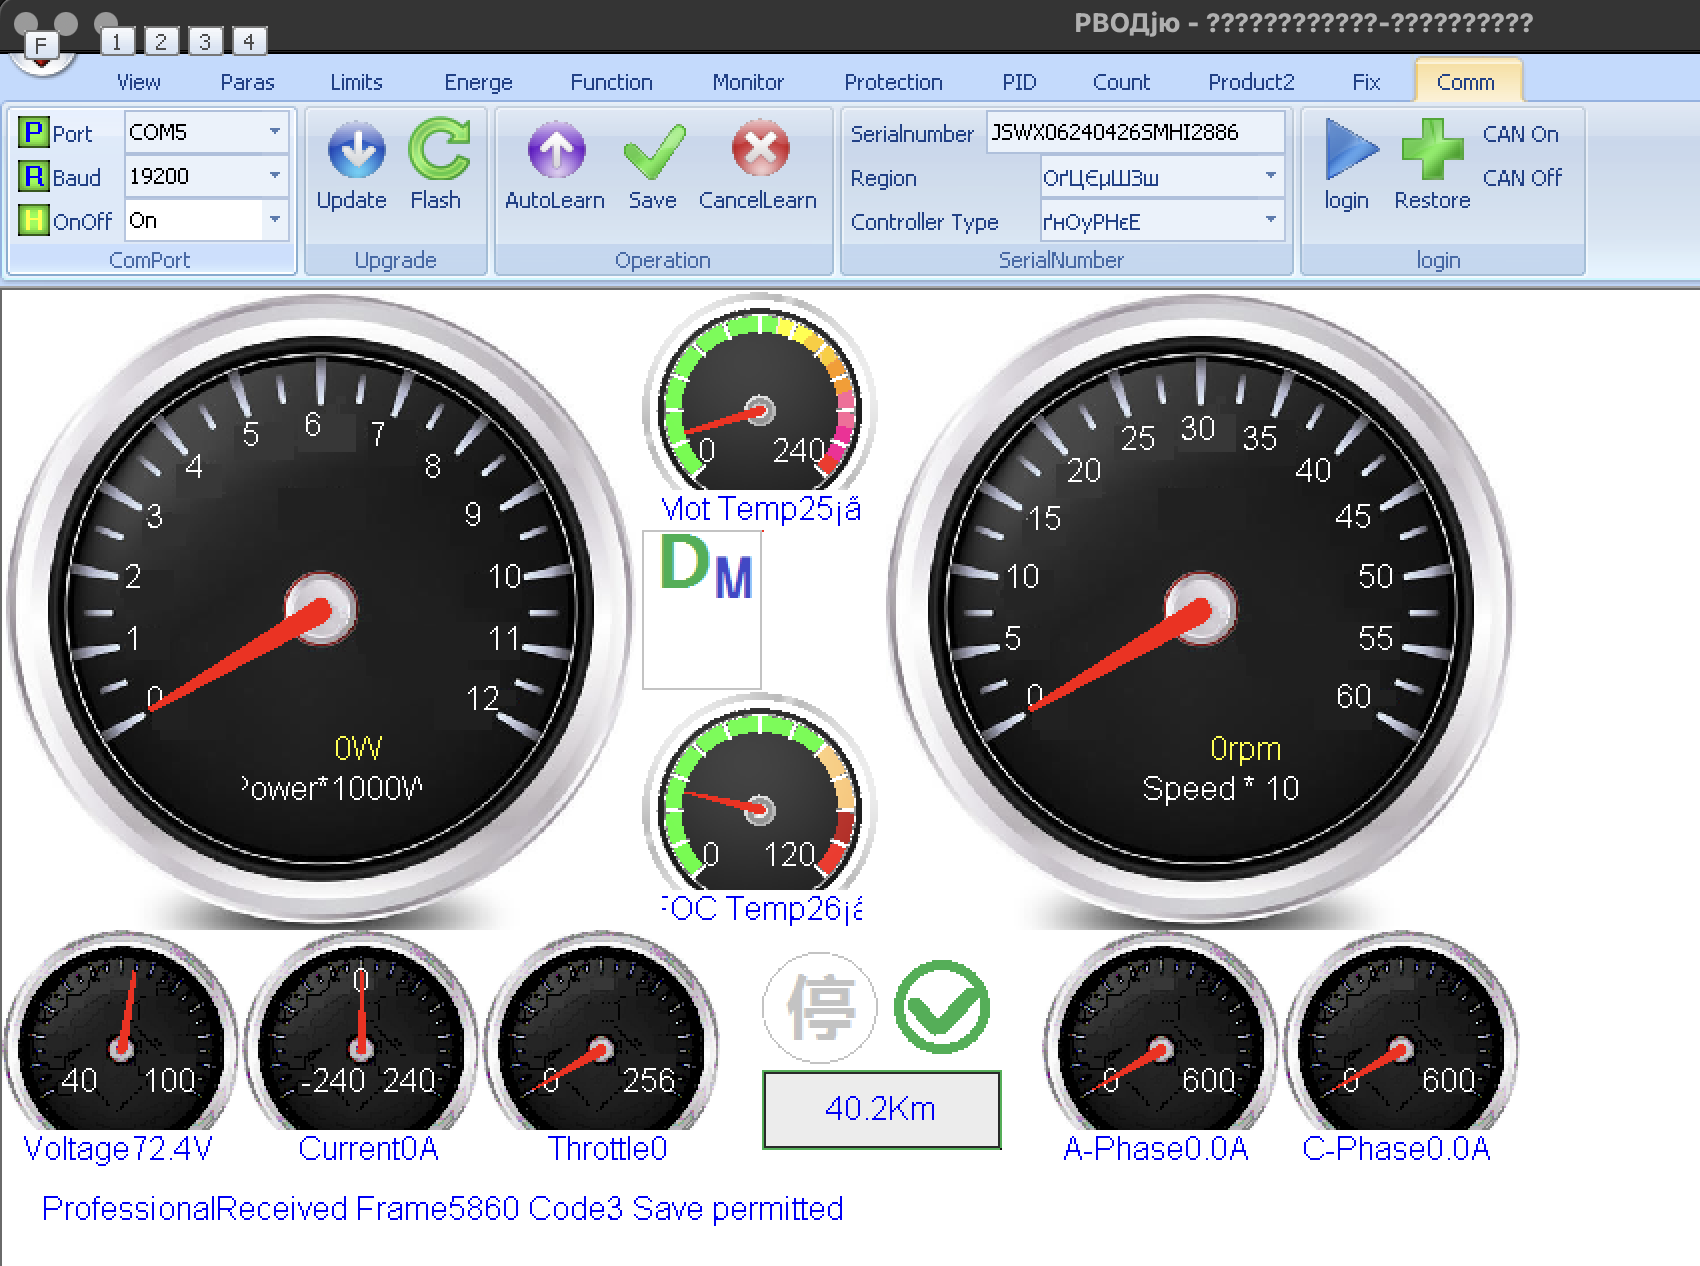 РВОДјю - ????????????-??????????
F 1 2 3 4
View Paras Limits Energe Function Monitor Protection PID Count Product2 Fix Comm
P Port COM5
R Baud 19200
H OnOff On
ComPort
Update Flash
Upgrade
AutoLearn Save CancelLearn
Operation
Serialnumber JSWX06240426SMHI2886
Region ОґЦЄµШЗш
Controller Type ґнОуРНєЕ
SerialNumber
login Restore CAN On CAN Off
login
0 1 2 3 4 5 6 7 8 9 10 11 12
0W
Power*1000W
0 240
Mot Temp25¡ã
D M
0 120
FOC Temp26¡ã
0 5 10 15 20 25 30 35 40 45 50 55 60
0rpm
Speed * 10
40 100
Voltage72.4V
-240 0 240
Current0A
0 256
Throttle0
停
40.2Km
0 600
A-Phase0.0A
0 600
C-Phase0.0A
ProfessionalReceived Frame5860 Code3 Save permitted